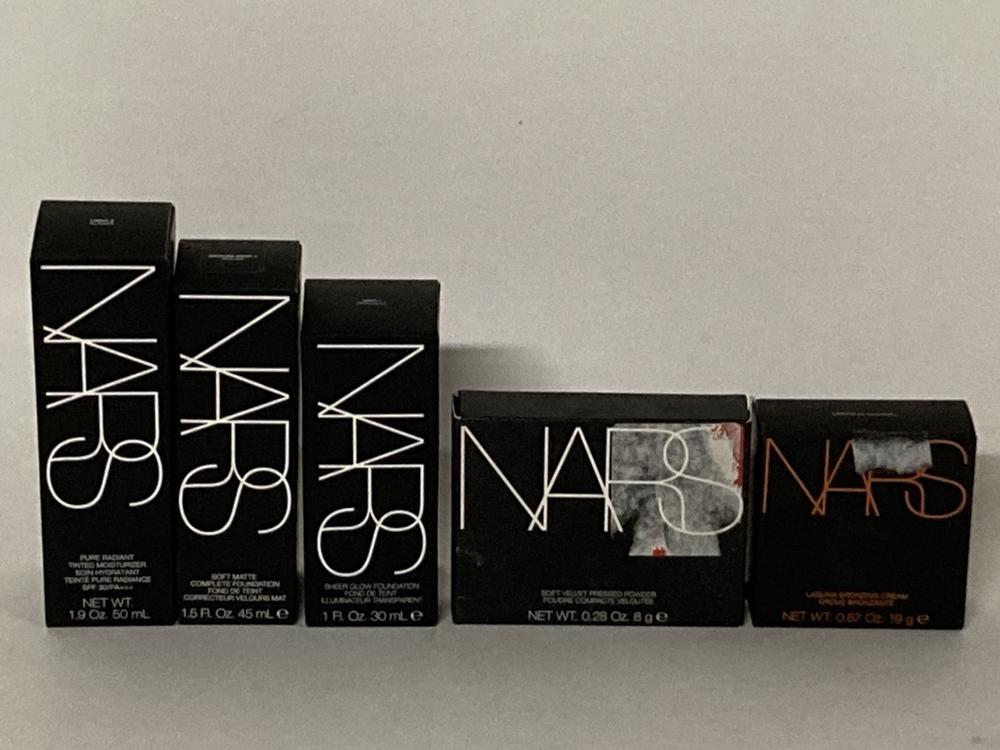 NARS
PURE RADIANT
TINTED MOISTURIZER
SOIN HYDRATANT
TEINTÉ PURE RADIANCE
SPF 30/PA+++
NET WT.
1.9 Oz. 50 mL
NARS
SOFT MATTE
COMPLETE FOUNDATION
FOND DE TEINT
CORRECTEUR VELOURS MAT
1.5 Fl. Oz. 45 mL e
NARS
SHEER GLOW FOUNDATION
FOND DE TEINT
ILLUMINATEUR TRANSPARENT
1 Fl. Oz. 30 mL e
NARS
SOFT VELVET PRESSED POWDER
POUDRE COMPACTE VELOUTÉE
NET WT. 0.28 Oz. 8 g e
NARS
LAGUNA BRONZING CREAM
CRÈME BRONZANTE
NET WT. 0.67 Oz. 19 g e